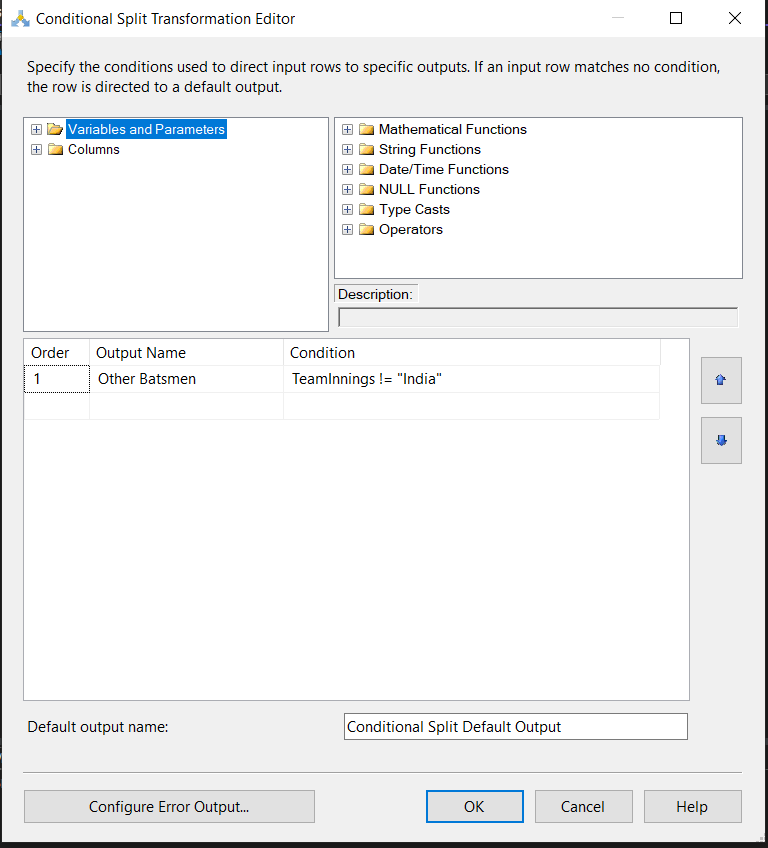 Conditional Split Transformation Editor
Specify the conditions used to direct input rows to specific outputs. If an input row matches no condition,
the row is directed to a default output.
Variables and Parameters
Columns
Mathematical Functions
String Functions
Date/Time Functions
NULL Functions
Type Casts
Operators
Description:
Order Output Name Condition
1 Other Batsmen TeamInnings != "India"
Default output name: Conditional Split Default Output
Configure Error Output... OK Cancel Help